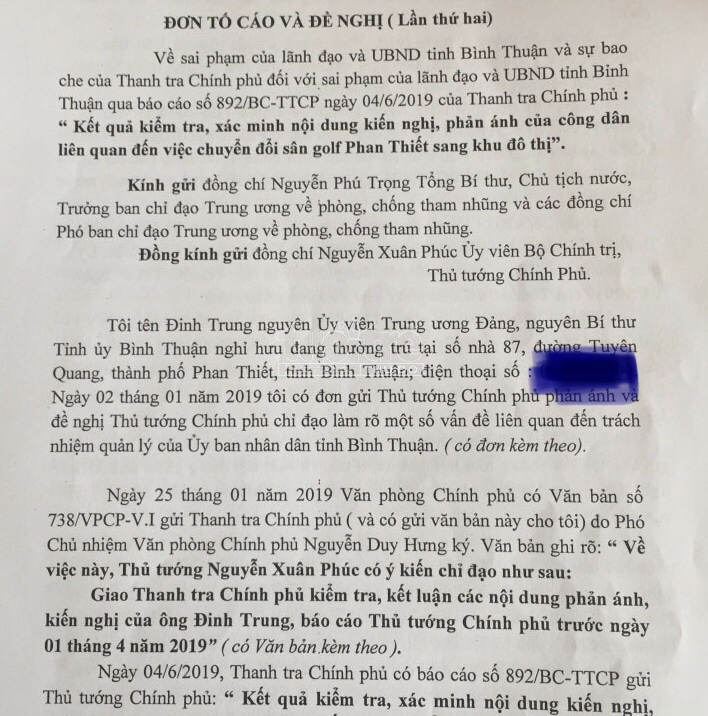 ĐƠN TỐ CÁO VÀ ĐỀ NGHỊ ( Lần thứ hai)
Về sai phạm của lãnh đạo và UBND tỉnh Bình Thuận và sự bao
che của Thanh tra Chính phủ đối với sai phạm của lãnh đạo và UBND tỉnh Bình
Thuận qua báo cáo số 892/BC-TTCP ngày 04/6/2019 của Thanh tra Chính phủ :
“ Kết quả kiểm tra, xác minh nội dung kiến nghị, phản ánh của công dân
liên quan đến việc chuyển đổi sân golf Phan Thiết sang khu đô thị”.
Kính gửi đồng chí Nguyễn Phú Trọng Tổng Bí thư, Chủ tịch nước,
Trưởng ban chỉ đạo Trung ương về phòng, chống tham nhũng và các đồng chí
Phó ban chỉ đạo Trung ương về phòng, chống tham nhũng.
Đồng kính gửi đồng chí Nguyễn Xuân Phúc Ủy viên Bộ Chính trị,
Thủ tướng Chính Phủ.
Tôi tên Đinh Trung nguyên Ủy viên Trung ương Đảng, nguyên Bí thư
Tỉnh ủy Bình Thuận nghỉ hưu đang thường trú tại số nhà 87, đường Tuyên
Quang, thành phố Phan Thiết, tỉnh Bình Thuận; điện thoại số :
Ngày 02 tháng 01 năm 2019 tôi có đơn gửi Thủ tướng Chính phủ phản ánh và
đề nghị Thủ tướng Chính phủ chỉ đạo làm rõ một số vấn đề liên quan đến trách
nhiệm quản lý của Ủy ban nhân dân tỉnh Bình Thuận. ( có đơn kèm theo).
Ngày 25 tháng 01 năm 2019 Văn phòng Chính phủ có Văn bản số
738/VPCP-V.I gửi Thanh tra Chính phủ ( và có gửi văn bản này cho tôi) do Phó
Chủ nhiệm Văn phòng Chính phủ Nguyễn Duy Hưng ký. Văn bản ghi rõ: “ Về
việc này, Thủ tướng Nguyễn Xuân Phúc có ý kiến chỉ đạo như sau:
Giao Thanh tra Chính phủ kiểm tra, kết luận các nội dung phản ánh,
kiến nghị của ông Đinh Trung, báo cáo Thủ tướng Chính phủ trước ngày
01 tháng 4 năm 2019” ( có Văn bản kèm theo ).
Ngày 04/6/2019, Thanh tra Chính phủ có báo cáo số 892/BC-TTCP gửi
Thủ tướng Chính phủ: “ Kết quả kiểm tra, xác minh nội dung kiến nghị,